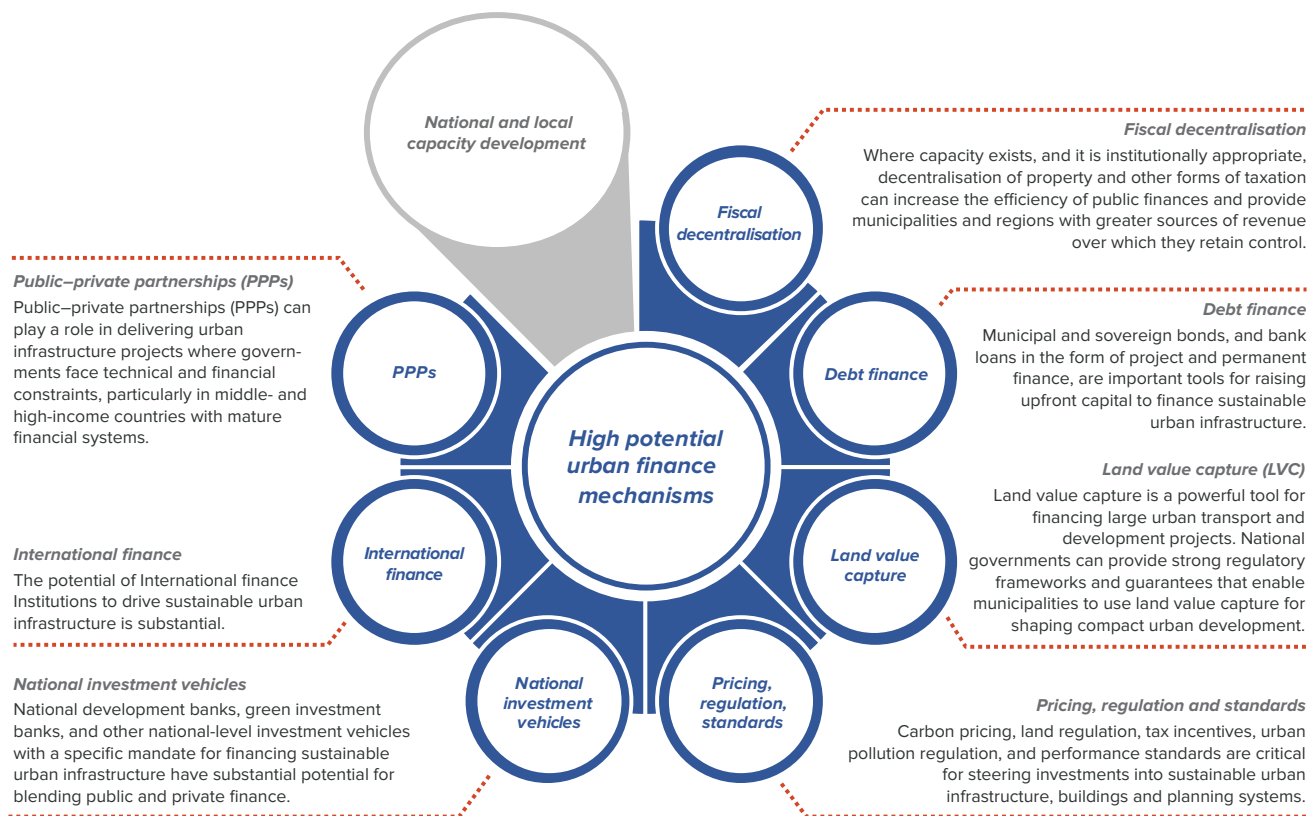 National and local
capacity development
Fiscal decentralisation
Where capacity exists, and it is institutionally appropriate,
decentralisation of property and other forms of taxation
can increase the efficiency of public finances and provide
municipalities and regions with greater sources of revenue
over which they retain control.
Fiscal
decentralisation
Public–private partnerships (PPPs)
Public–private partnerships (PPPs) can
play a role in delivering urban
infrastructure projects where govern-
ments face technical and financial
constraints, particularly in middle- and
high-income countries with mature
financial systems.
PPPs
Debt finance
Debt finance
Municipal and sovereign bonds, and bank
loans in the form of project and permanent
finance, are important tools for raising
upfront capital to finance sustainable
urban infrastructure.
High potential
urban finance
mechanisms
Land value capture (LVC)
Land value capture is a powerful tool for
financing large urban transport and
development projects. National
governments can provide strong regulatory
frameworks and guarantees that enable
municipalities to use land value capture for
shaping compact urban development.
Land value
capture
International
finance
International finance
The potential of International finance
Institutions to drive sustainable urban
infrastructure is substantial.
National investment vehicles
National development banks, green investment
banks, and other national-level investment vehicles
with a specific mandate for financing sustainable
urban infrastructure have substantial potential for
blending public and private finance.
National
investment
vehicles
Pricing,
regulation,
standards
Pricing, regulation and standards
Carbon pricing, land regulation, tax incentives, urban
pollution regulation, and performance standards are critical
for steering investments into sustainable urban
infrastructure, buildings and planning systems.